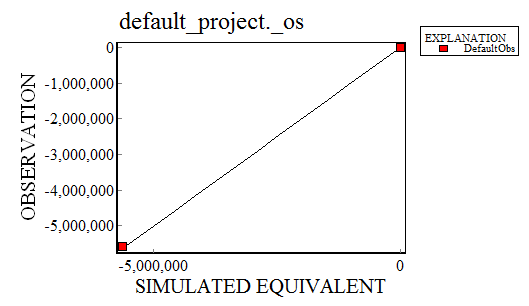 default_project._os
EXPLANATION
DefaultObs
OBSERVATION
0
-1,000,000
-2,000,000
-3,000,000
-4,000,000
-5,000,000
-5,000,000
0
SIMULATED EQUIVALENT